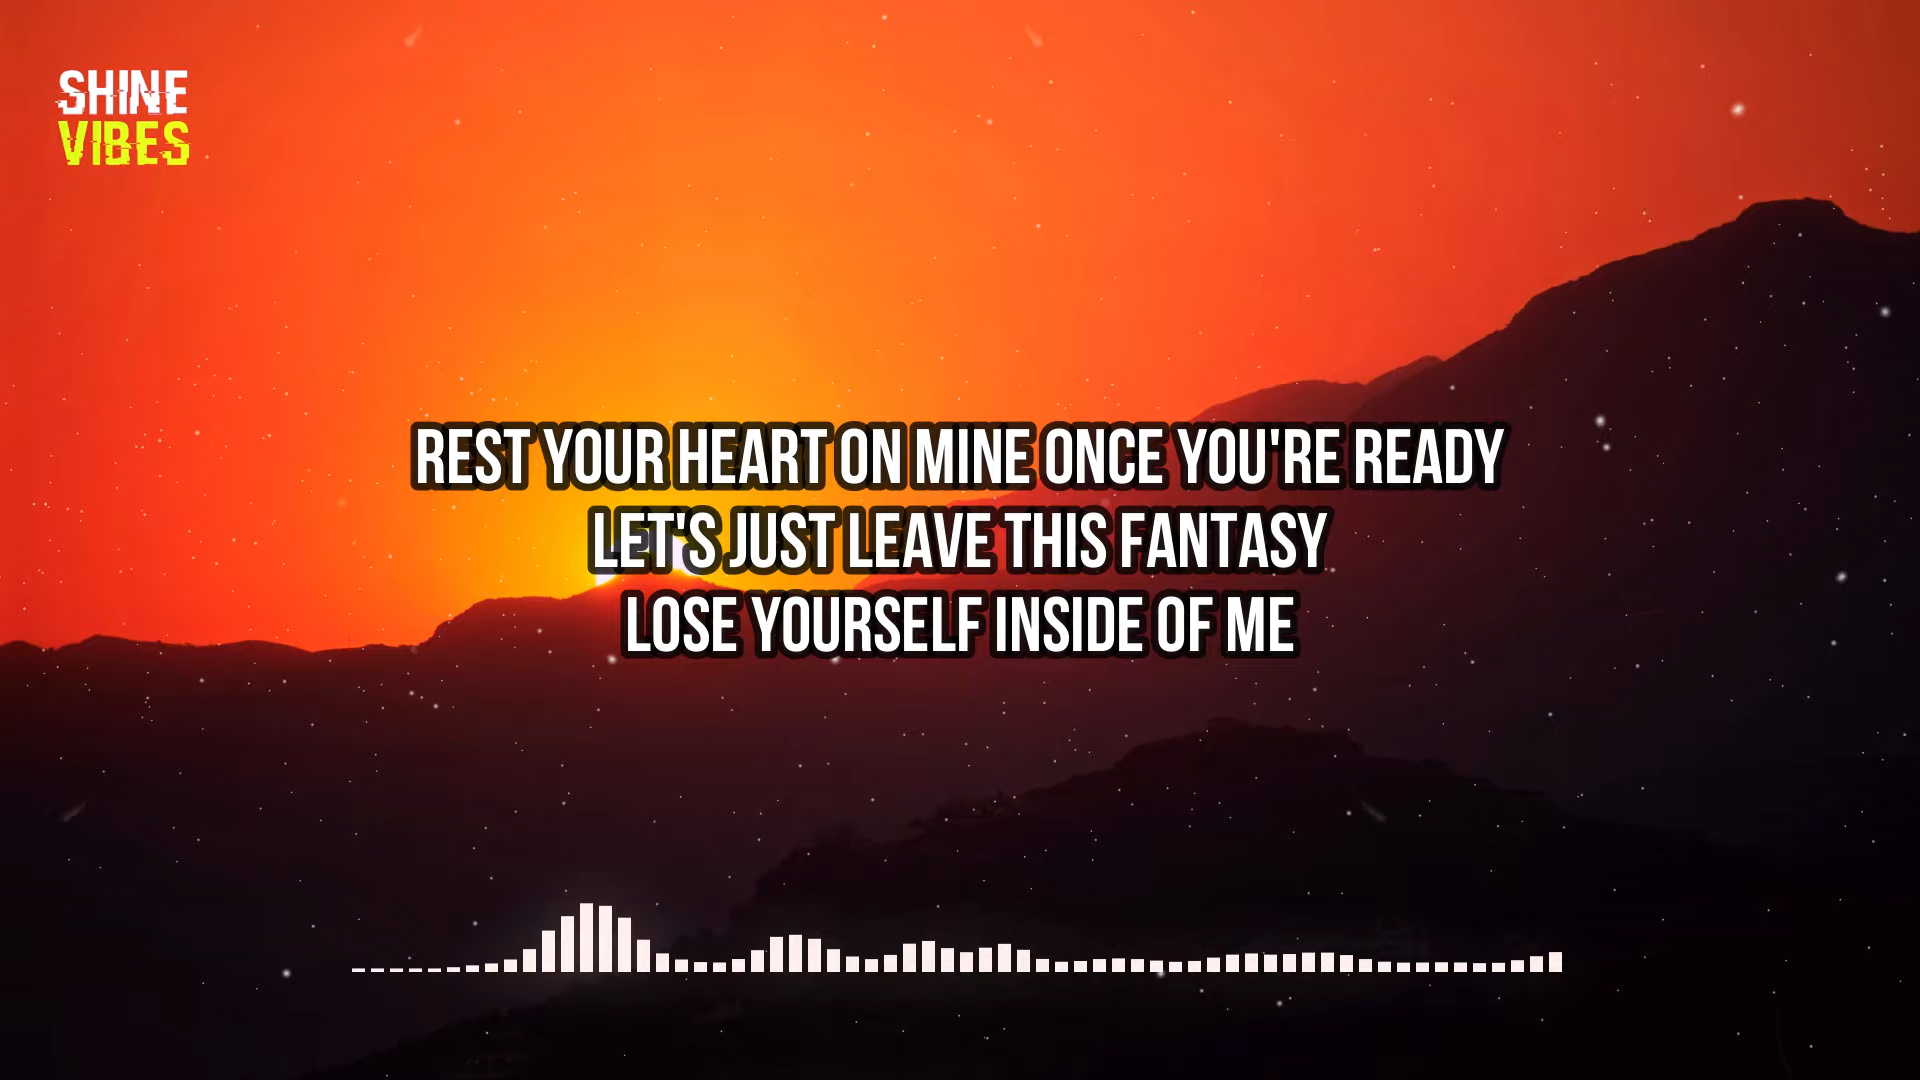 SHINE
VIBES
REST YOUR HEART ON MINE ONCE YOU'RE READY
LET'S JUST LEAVE THIS FANTASY
LOSE YOURSELF INSIDE OF ME